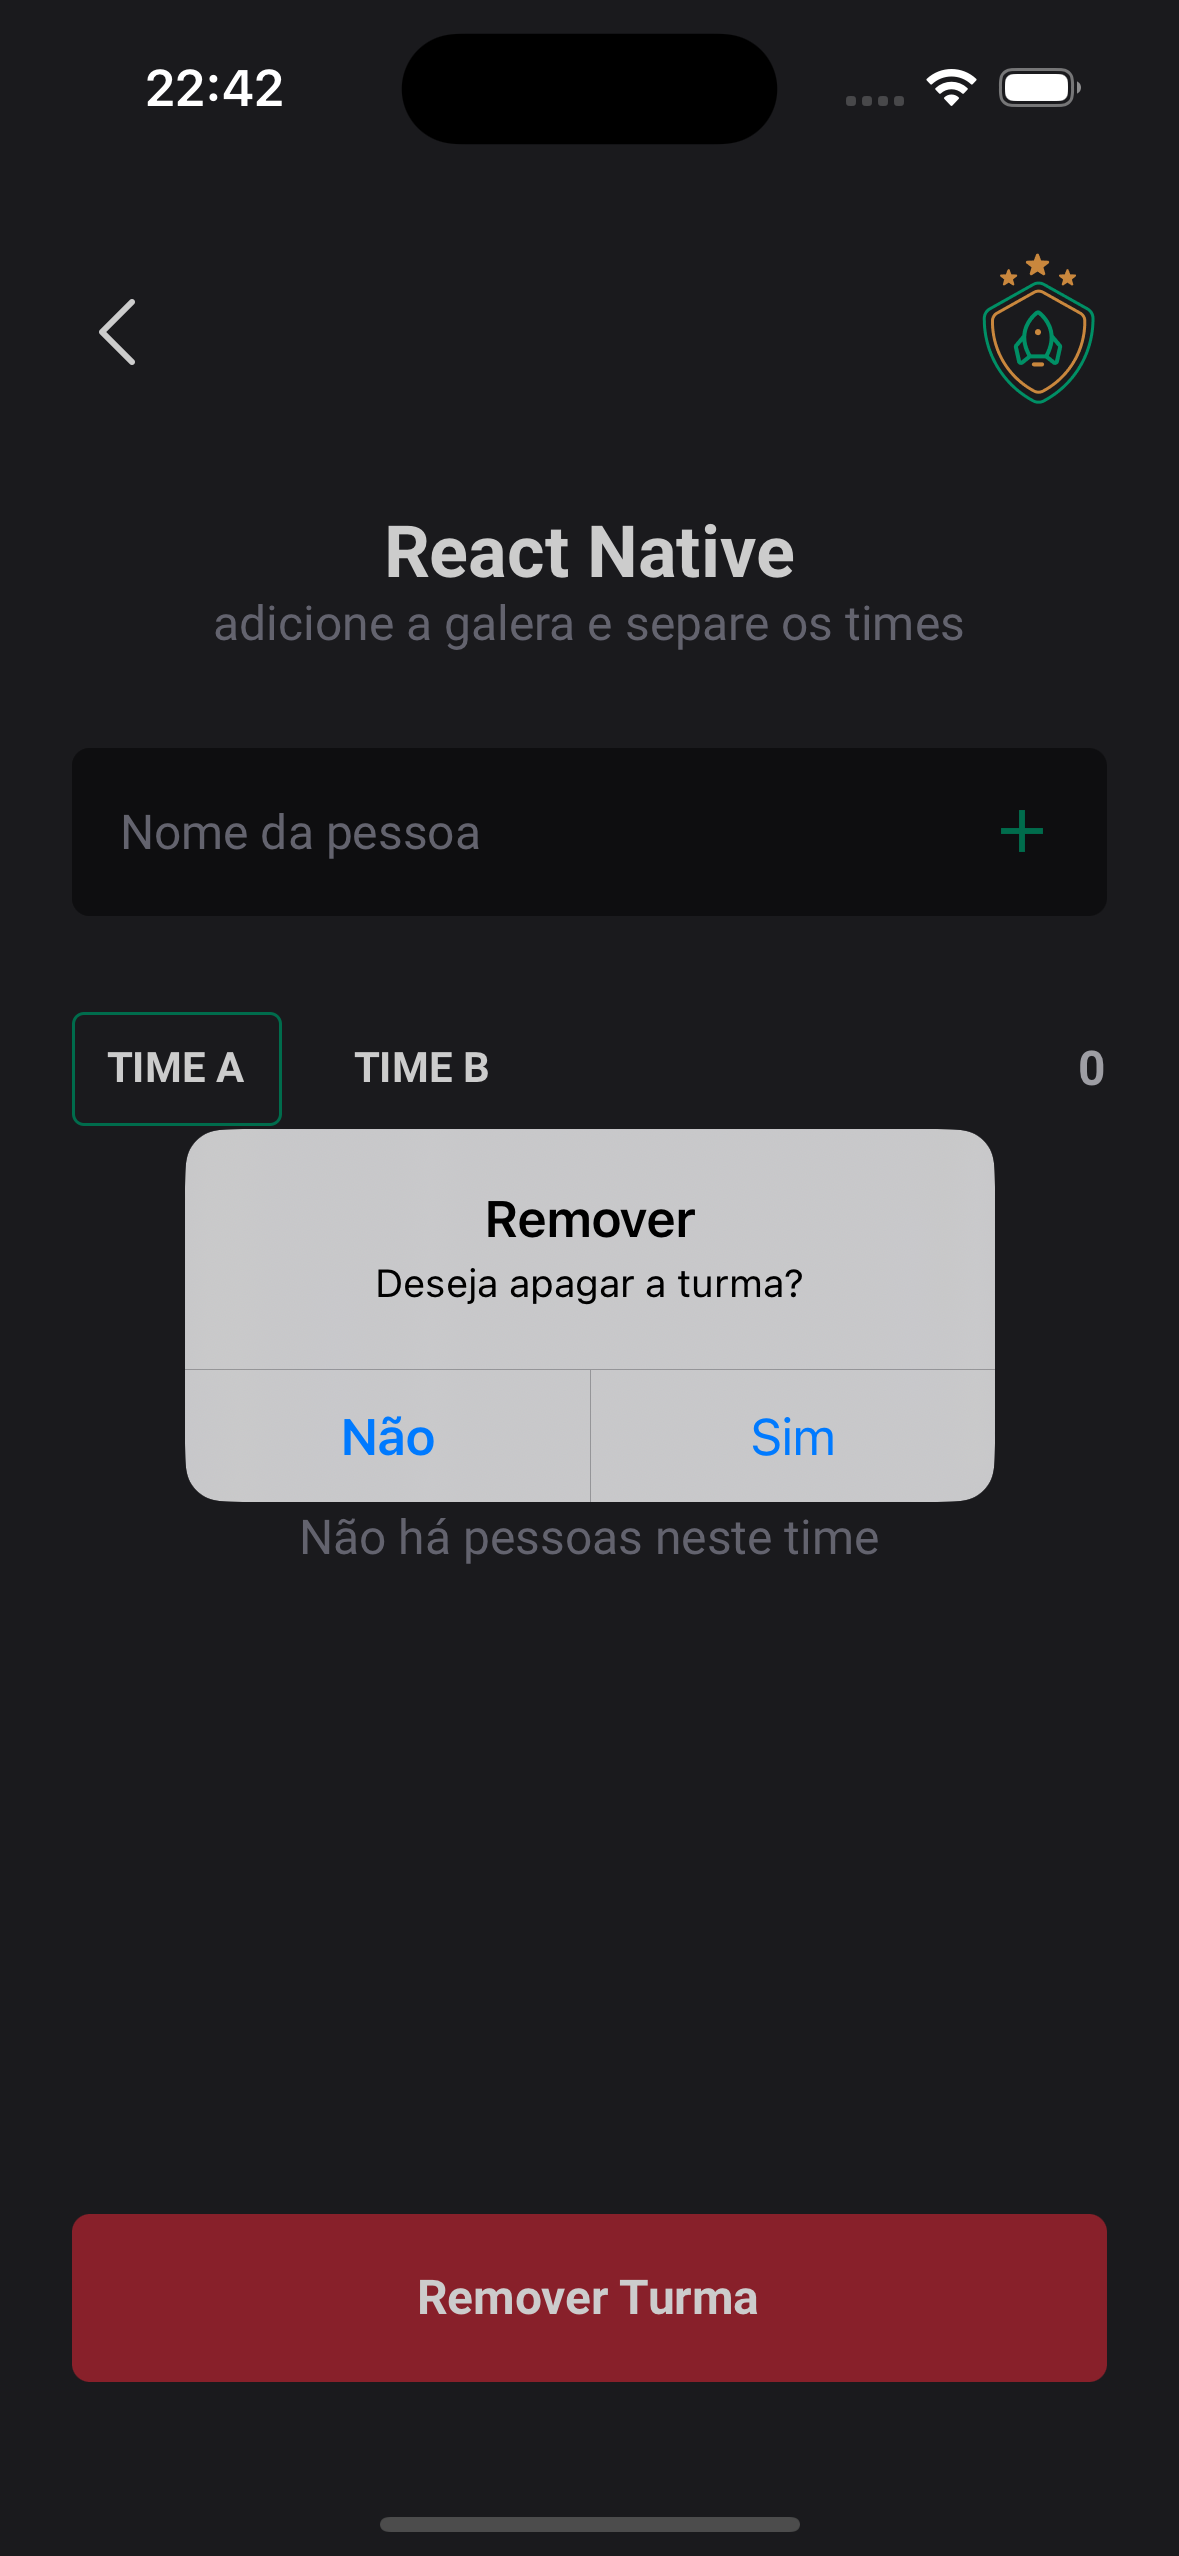 22:42
React Native
adicione a galera e separe os times
Nome da pessoa
TIME A TIME B 0
Remover
Deseja apagar a turma?
Não Sim
Não há pessoas neste time
Remover Turma